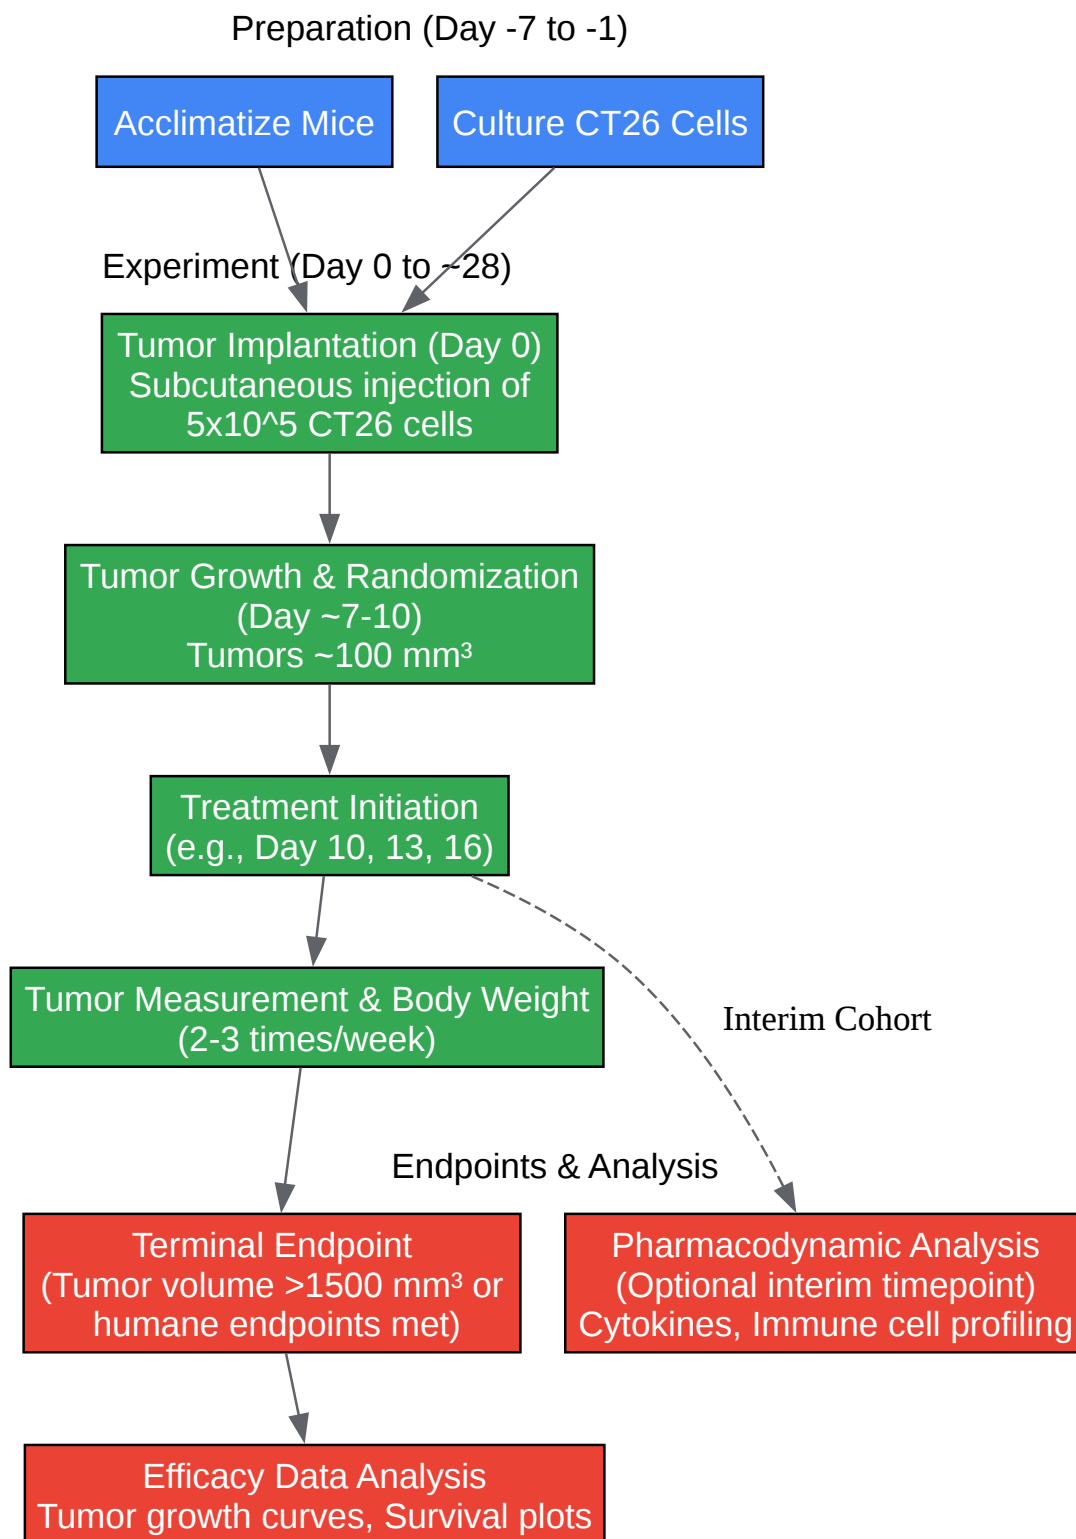 Preparation (Day -7 to -1)
Acclimatize Mice
Culture CT26 Cells
Experiment (Day 0 to ~28)
Tumor Implantation (Day 0)
Subcutaneous injection of
5x10^5 CT26 cells
Tumor Growth & Randomization
(Day ~7-10)
Tumors ~100 mm³
Treatment Initiation
(e.g., Day 10, 13, 16)
Tumor Measurement & Body Weight
(2-3 times/week)
Interim Cohort
Endpoints & Analysis
Terminal Endpoint
(Tumor volume >1500 mm³ or
humane endpoints met)
Pharmacodynamic Analysis
(Optional interim timepoint)
Cytokines, Immune cell profiling
Efficacy Data Analysis
Tumor growth curves, Survival plots